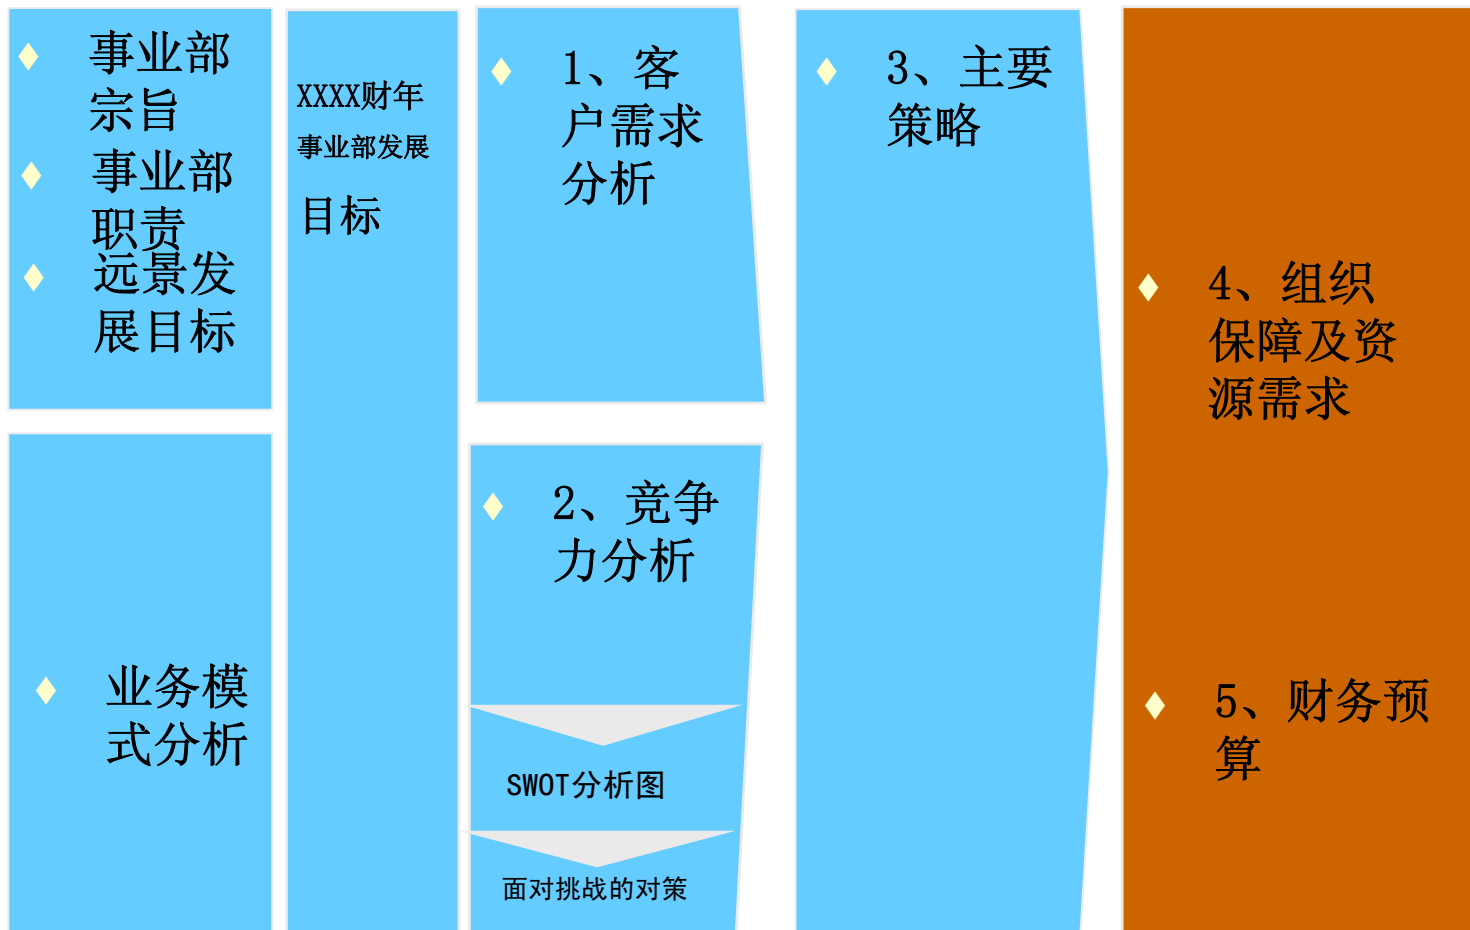 事业部
宗旨
事业部
职责
远景发
展目标
业务模
式分析
XXXX财年
事业部发展
目标
1、客
户需求
分析
2、竞争
力分析
SWOT分析图
面对挑战的对策
3、主要
策略
4、组织
保障及资
源需求
5、财务预
算